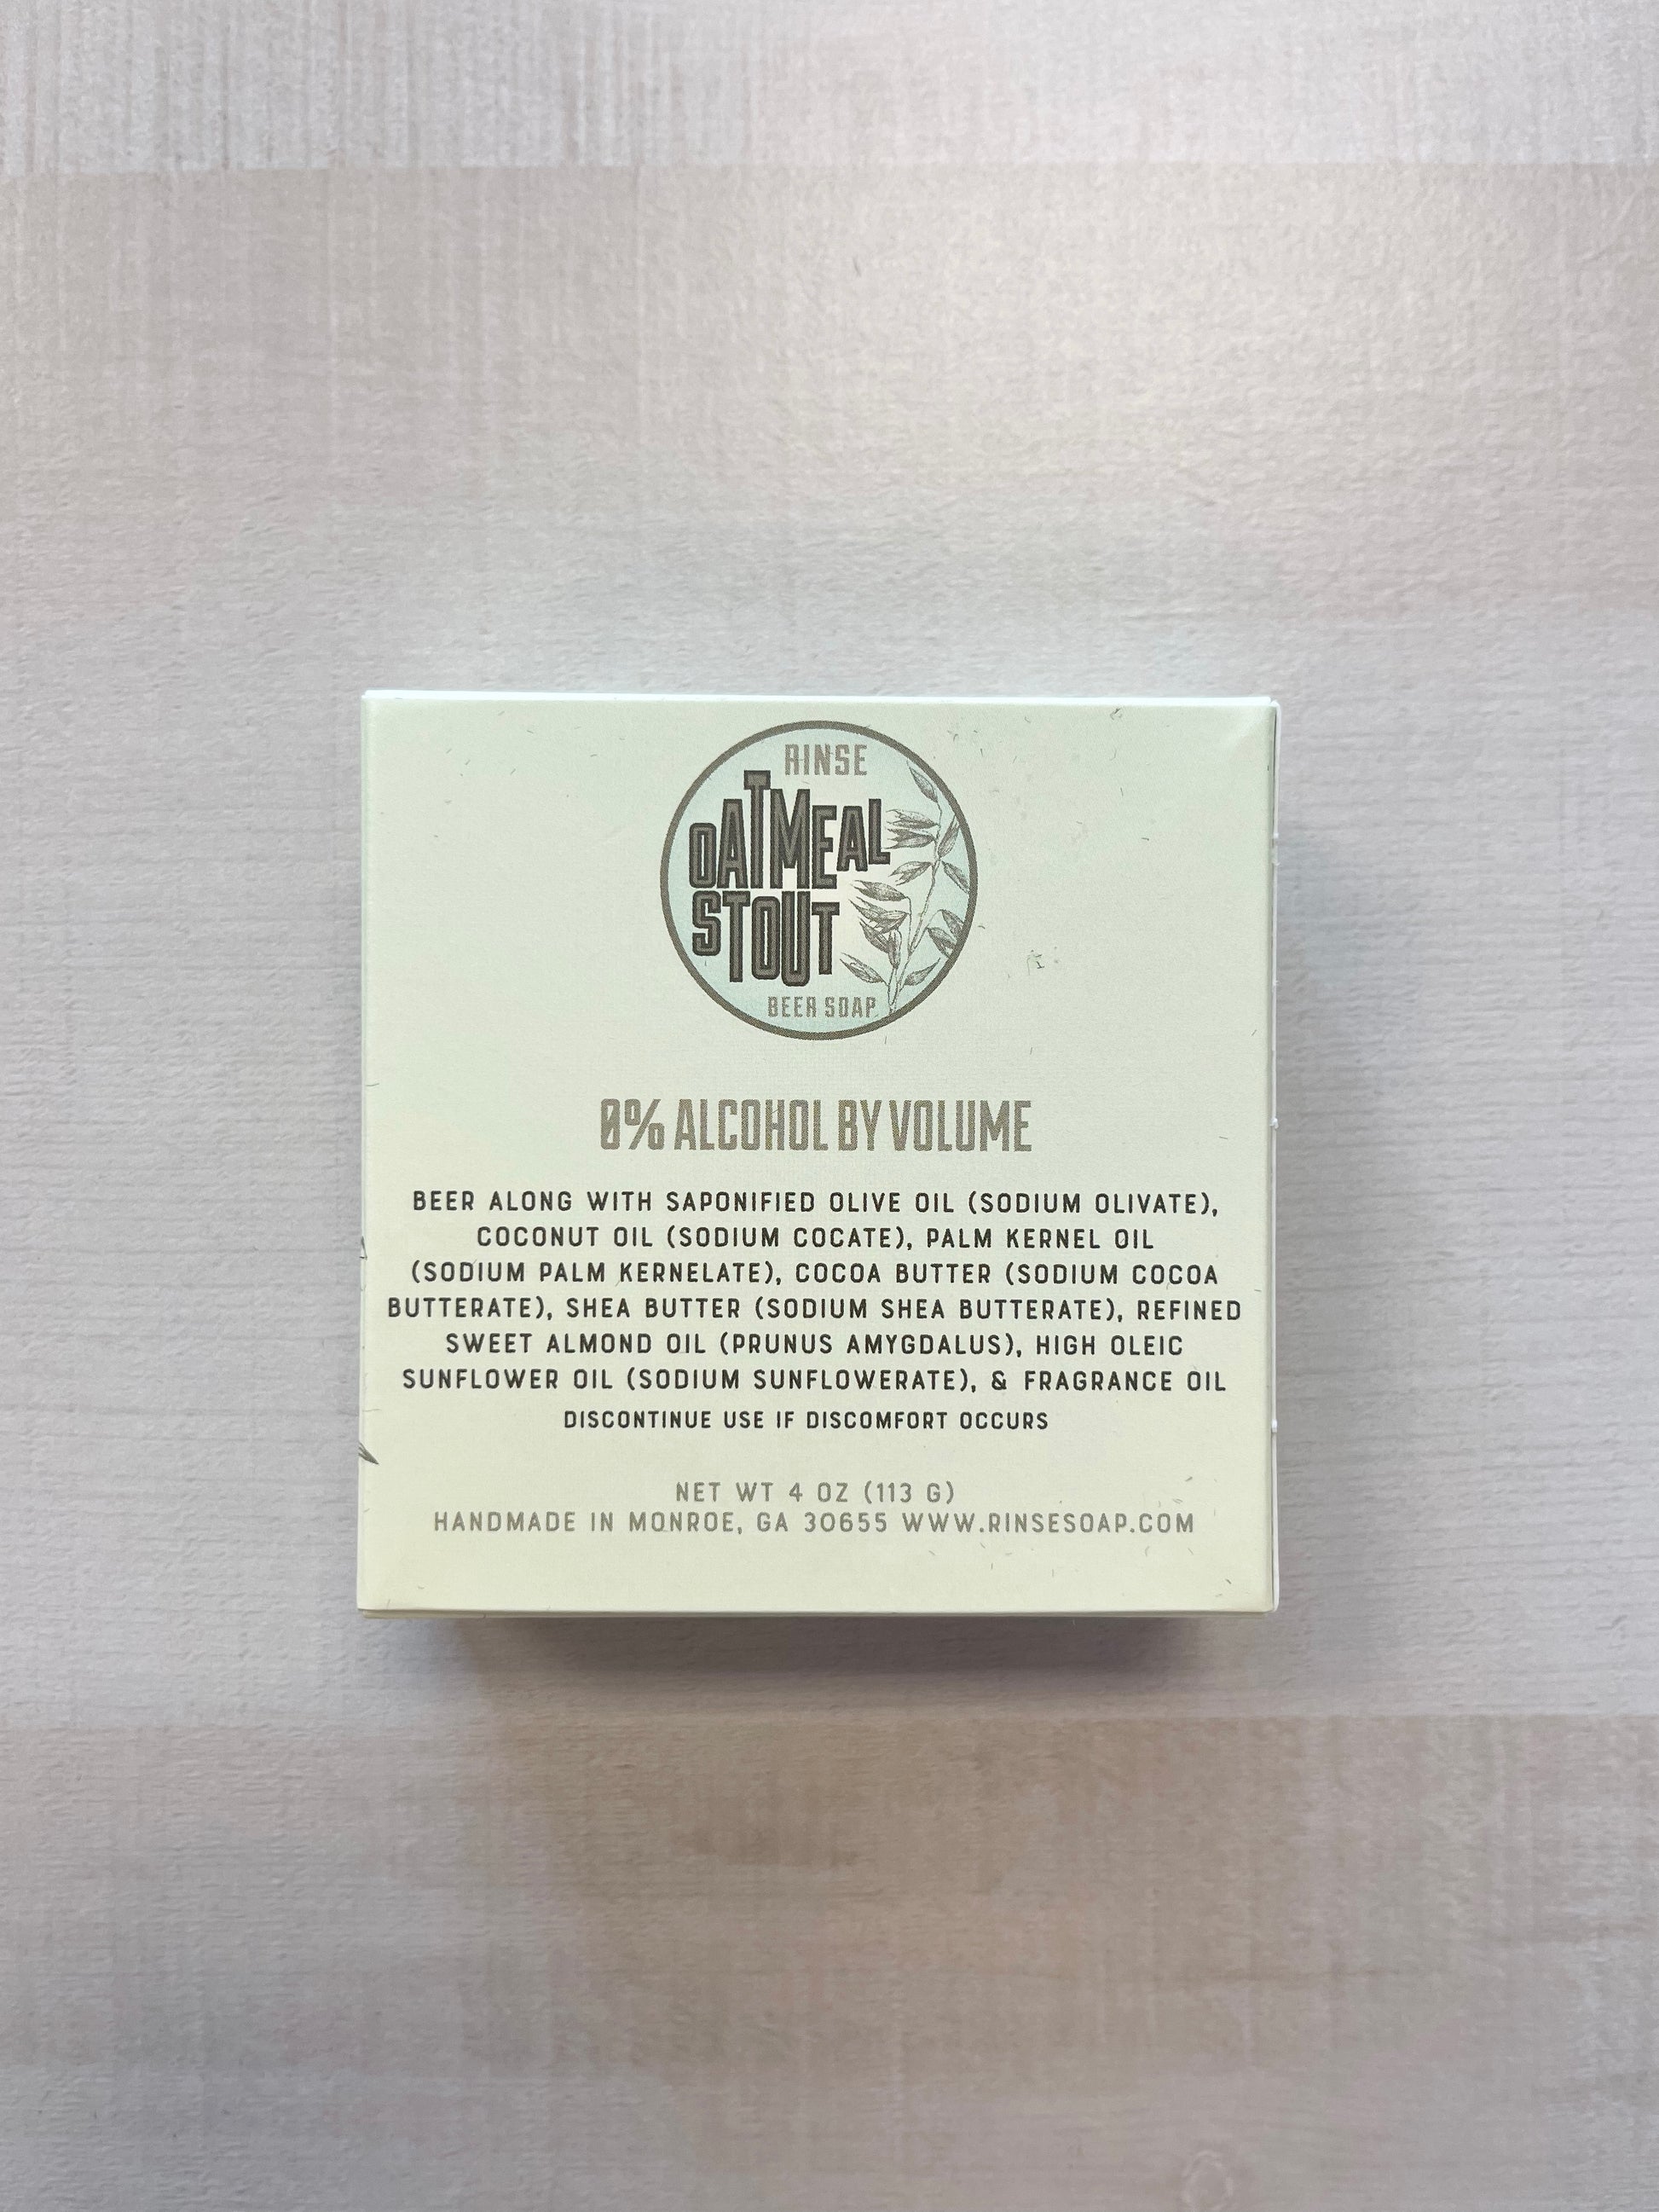 RINSE
OATMEAL
STOUT
BEER SOAP
0% ALCOHOL BY VOLUME
BEER ALONG WITH SAPONIFIED OLIVE OIL (SODIUM OLIVATE),
COCONUT OIL (SODIUM COCATE), PALM KERNEL OIL
(SODIUM PALM KERNELATE), COCOA BUTTER (SODIUM COCOA
BUTTERATE), SHEA BUTTER (SODIUM SHEA BUTTERATE), REFINED
SWEET ALMOND OIL (PRUNUS AMYGDALUS), HIGH OLEIC
SUNFLOWER OIL (SODIUM SUNFLOWERATE), & FRAGRANCE OIL
DISCONTINUE USE IF DISCOMFORT OCCURS
NET WT 4 OZ (113 G)
HANDMADE IN MONROE, GA 30655 WWW.RINSESOAP.COM